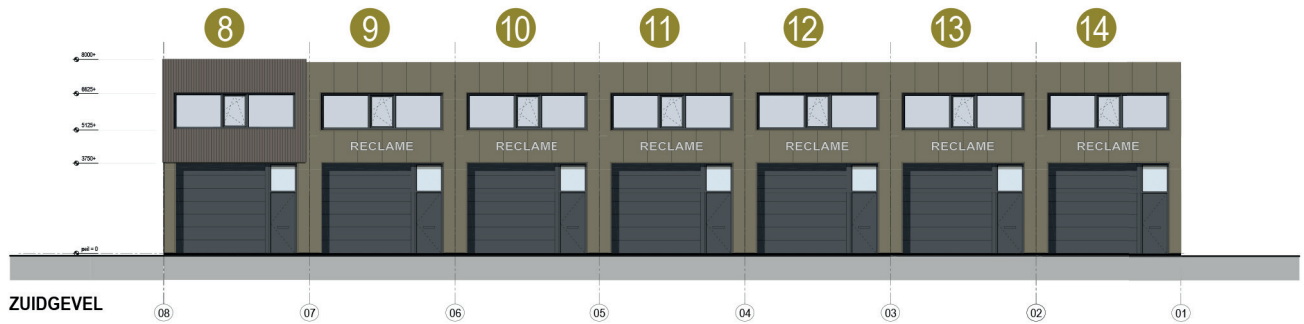 8 9 10 11 12 13 14
8000+
6625+
5125+
RECLAME RECLAME RECLAME RECLAME RECLAME RECLAME
3750+
peil = 0
ZUIDGEVEL
08 07 06 05 04 03 02 01